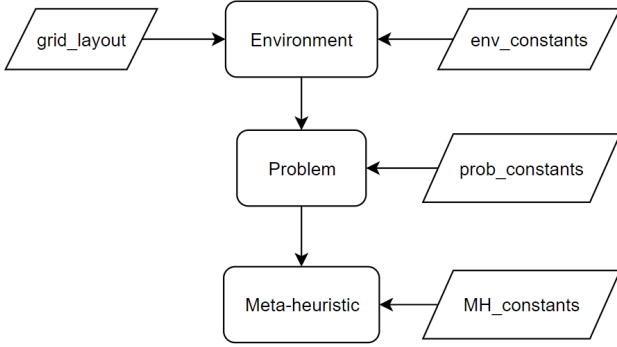 grid_layout
Environment
env_constants
Problem
prob_constants
Meta-heuristic
MH_constants